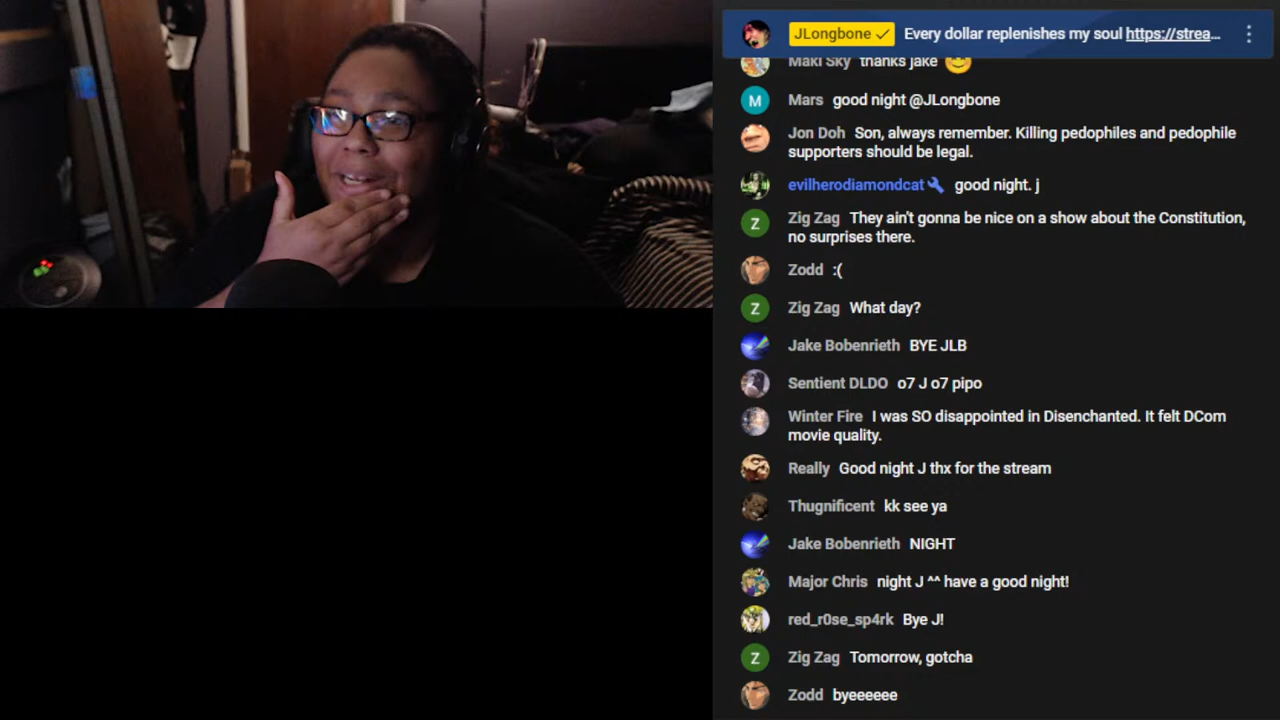 JLongbone Every dollar replenishes my soul https://strea...
Maki Sky thanks jake
M Mars good night @JLongbone
Jon Doh Son, always remember. Killing pedophiles and pedophile
supporters should be legal.
evilherodiamondcat good night. j
Z Zig Zag They ain't gonna be nice on a show about the Constitution,
no surprises there.
Zodd :(
Z Zig Zag What day?
Jake Bobenrieth BYE JLB
Sentient DLDO o7 J o7 pipo
Winter Fire I was SO disappointed in Disenchanted. It felt DCom
movie quality.
Really Good night J thx for the stream
Thugnificent kk see ya
Jake Bobenrieth NIGHT
Major Chris night J ^^ have a good night!
red_r0se_sp4rk Bye J!
Z Zig Zag Tomorrow, gotcha
Zodd byeeeeee